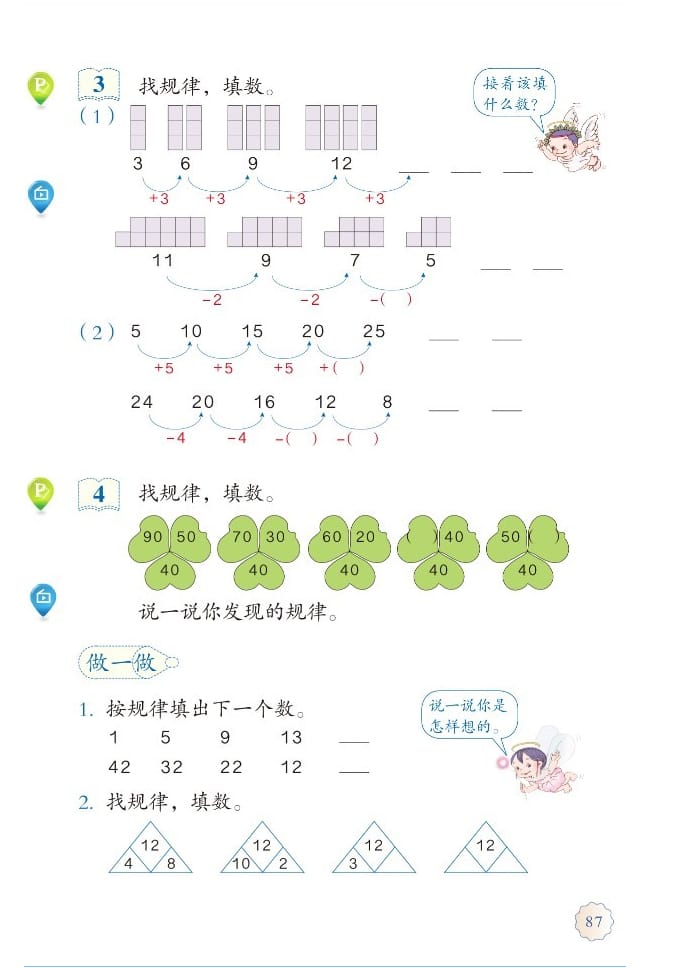 3 找规律，填数。
接着该填
什么数？
（1）
3 6 9 12 ___ ___ ___
+3 +3 +3 +3
11 9 7 5 ___ ___
−2 −2 −( )
（2） 5 10 15 20 25 ___ ___
+5 +5 +5 +( )
24 20 16 12 8 ___ ___
−4 −4 −( ) −( )
4 找规律，填数。
90 50 70 30 60 20 ( ) 40 50 ( )
40 40 40 40 40
说一说你发现的规律。
做一做
1. 按规律填出下一个数。
说一说你是
怎样想的。
1 5 9 13 ___
42 32 22 12 ___
2. 找规律，填数。
12 12 12 12
4 8 10 2 3
87